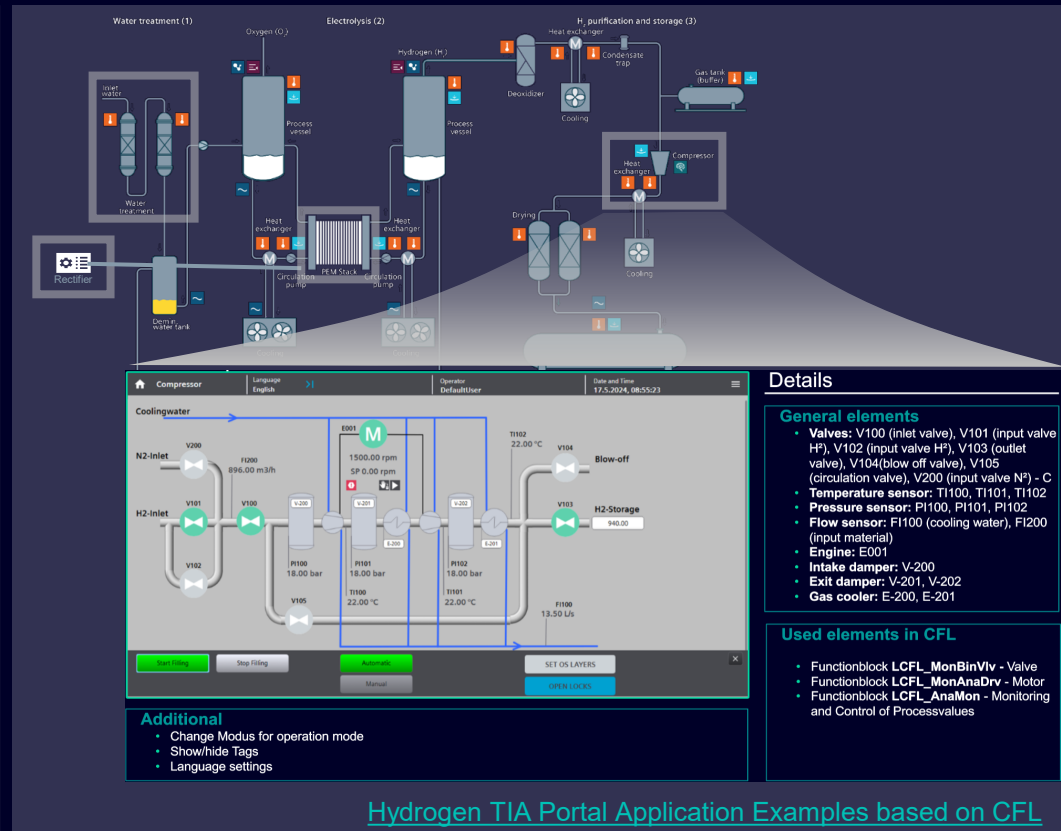 Water treatment (1)
Electrolysis (2)
H2 purification and storage (3)
Oxygen (O2)
Hydrogen (H2)
Heat exchanger
Condensate
trap
Gas tank
(buffer)
Deoxidizer
Cooling
Inlet
water
Process
vessel
Process
vessel
Water
treatment
Heat
exchanger
Compressor
Heat
exchanger
Heat
exchanger
Drying
Cooling
Rectifier
PEM Stack
Circulation
pump
Circulation
pump
Demin.
water tank
Compressor
Language
English
Operator
DefaultUser
Date and Time
17.5.2024, 08:55:23
Coolingwater
E001
M
TI102
22.00 °C
V200
N2-Inlet
FI200
896.00 m3/h
1500.00 rpm
SP 0.00 rpm
V104
Blow-off
V101
V100
V-200
V-201
V-202
V103
H2-Storage
H2-Inlet
940.00
E-200
E-201
V102
PI100
18.00 bar
PI101
18.00 bar
PI102
18.00 bar
TI100
22.00 °C
TI101
22.00 °C
V105
FI100
13.50 L/s
Start Filling
Stop Filling
Automatic
Manual
SET OS LAYERS
OPEN LOCKS
Details
General elements
• Valves: V100 (inlet valve), V101 (input valve
H²), V102 (input valve H²), V103 (outlet
valve), V104(blow off valve), V105
(circulation valve), V200 (input valve N²) - C
• Temperature sensor: TI100, TI101, TI102
• Pressure sensor: PI100, PI101, PI102
• Flow sensor: FI100 (cooling water), FI200
(input material)
• Engine: E001
• Intake damper: V-200
• Exit damper: V-201, V-202
• Gas cooler: E-200, E-201
Used elements in CFL
• Functionblock LCFL_MonBinVlv - Valve
• Functionblock LCFL_MonAnaDrv - Motor
• Functionblock LCFL_AnaMon - Monitoring
and Control of Processvalues
Additional
• Change Modus for operation mode
• Show/hide Tags
• Language settings
Hydrogen TIA Portal Application Examples based on CFL